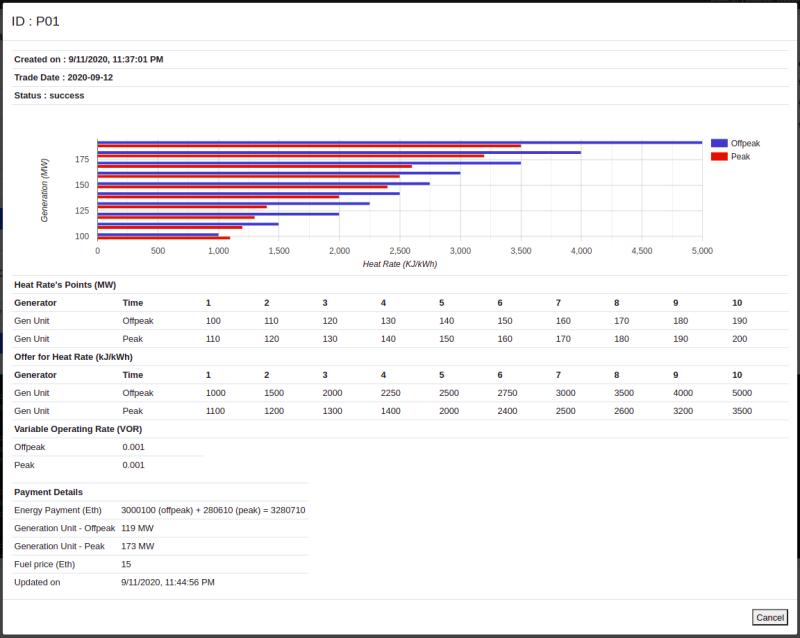 ID : P01
Created on : 9/11/2020, 11:37:01 PM
Trade Date : 2020-09-12
Status : success
Offpeak
Peak
Generation (MW)
175
150
125
100
0 500 1,000 1,500 2,000 2,500 3,000 3,500 4,000 4,500 5,000
Heat Rate (KJ/kWh)
Heat Rate's Points (MW)
Generator Time 1 2 3 4 5 6 7 8 9 10
Gen Unit Offpeak 100 110 120 130 140 150 160 170 180 190
Gen Unit Peak 110 120 130 140 150 160 170 180 190 200
Offer for Heat Rate (kJ/kWh)
Generator Time 1 2 3 4 5 6 7 8 9 10
Gen Unit Offpeak 1000 1500 2000 2250 2500 2750 3000 3500 4000 5000
Gen Unit Peak 1100 1200 1300 1400 2000 2400 2500 2600 3200 3500
Variable Operating Rate (VOR)
Offpeak 0.001
Peak 0.001
Payment Details
Energy Payment (Eth) 3000100 (offpeak) + 280610 (peak) = 3280710
Generation Unit - Offpeak 119 MW
Generation Unit - Peak 173 MW
Fuel price (Eth) 15
Updated on 9/11/2020, 11:44:56 PM
Cancel